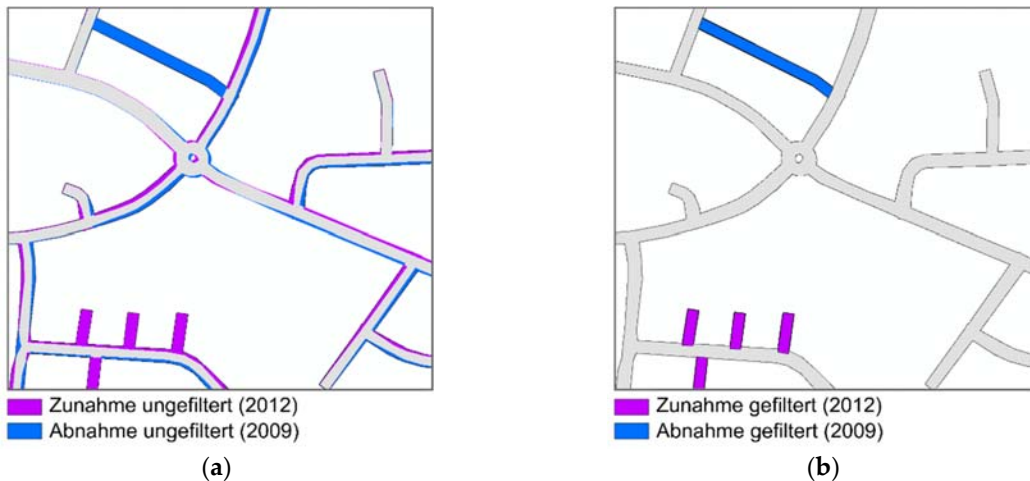 Zunahme ungefiltert (2012)
Abnahme ungefiltert (2009)
(a)
Zunahme gefiltert (2012)
Abnahme gefiltert (2009)
(b)